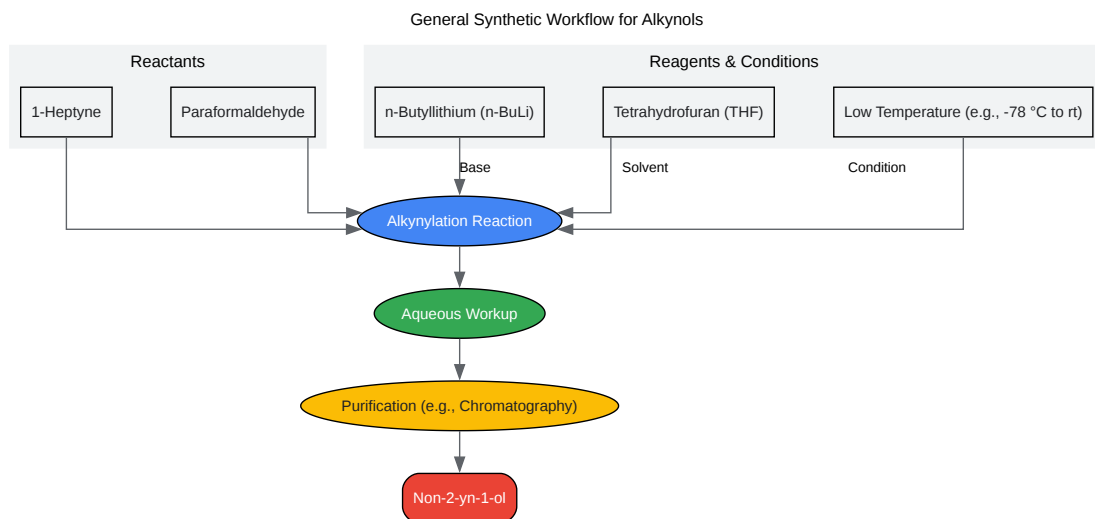 General Synthetic Workflow for Alkynols
Reactants
Reagents & Conditions
1-Heptyne
Paraformaldehyde
n-Butyllithium (n-BuLi)
Tetrahydrofuran (THF)
Low Temperature (e.g., -78 °C to rt)
Base
Solvent
Condition
Alkynylation Reaction
Aqueous Workup
Purification (e.g., Chromatography)
Non-2-yn-1-ol